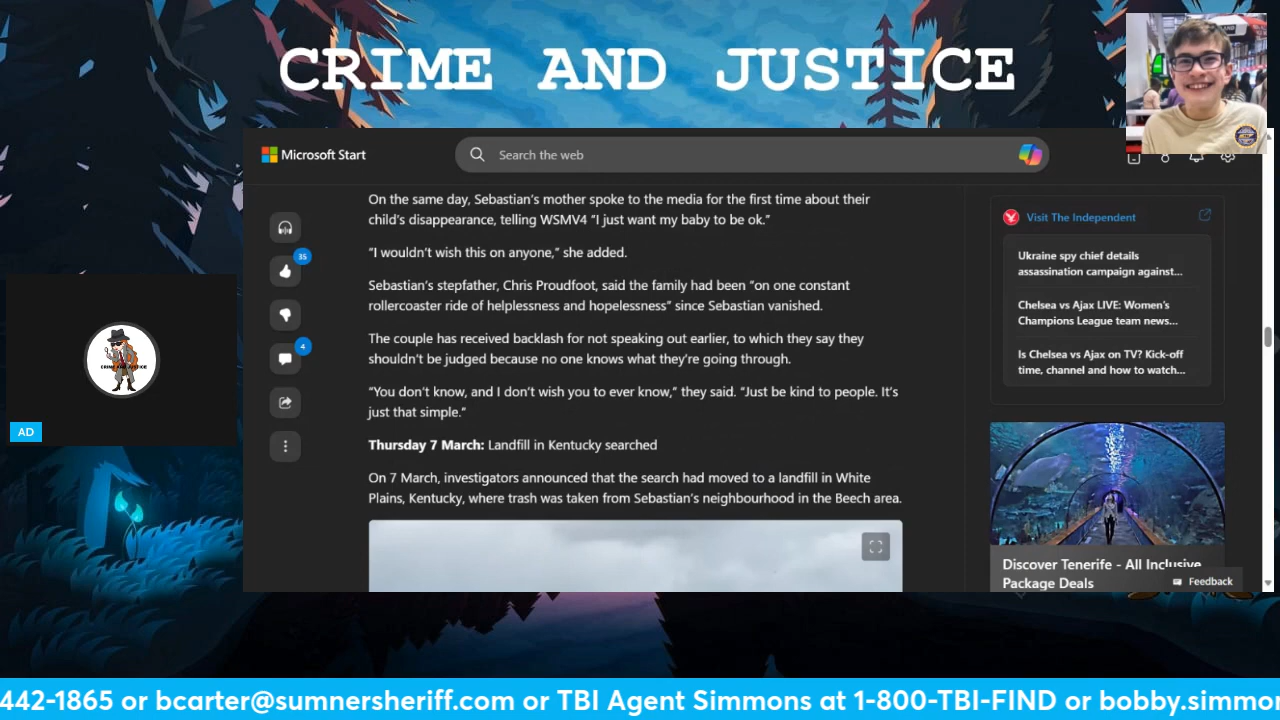 CRIME AND JUSTICE
Microsoft Start
Search the web
On the same day, Sebastian's mother spoke to the media for the first time about their
child's disappearance, telling WSMV4 “I just want my baby to be ok.”
“I wouldn't wish this on anyone,” she added.
Sebastian's stepfather, Chris Proudfoot, said the family had been “on one constant
rollercoaster ride of helplessness and hopelessness” since Sebastian vanished.
The couple has received backlash for not speaking out earlier, to which they say they
shouldn't be judged because no one knows what they're going through.
“You don't know, and I don't wish you to ever know,” they said. “Just be kind to people. It's
just that simple.”
Thursday 7 March: Landfill in Kentucky searched
On 7 March, investigators announced that the search had moved to a landfill in White
Plains, Kentucky, where trash was taken from Sebastian's neighbourhood in the Beech area.
35
4
Visit The Independent
Ukraine spy chief details
assassination campaign against...
Chelsea vs Ajax LIVE: Women's
Champions League team news...
Is Chelsea vs Ajax on TV? Kick-off
time, channel and how to watch...
Discover Tenerife - All Inclusive
Package Deals
Feedback
CRIME AND JUSTICE
AD
442-1865 or bcarter@sumnersheriff.com or TBI Agent Simmons at 1-800-TBI-FIND or bobby.simmo